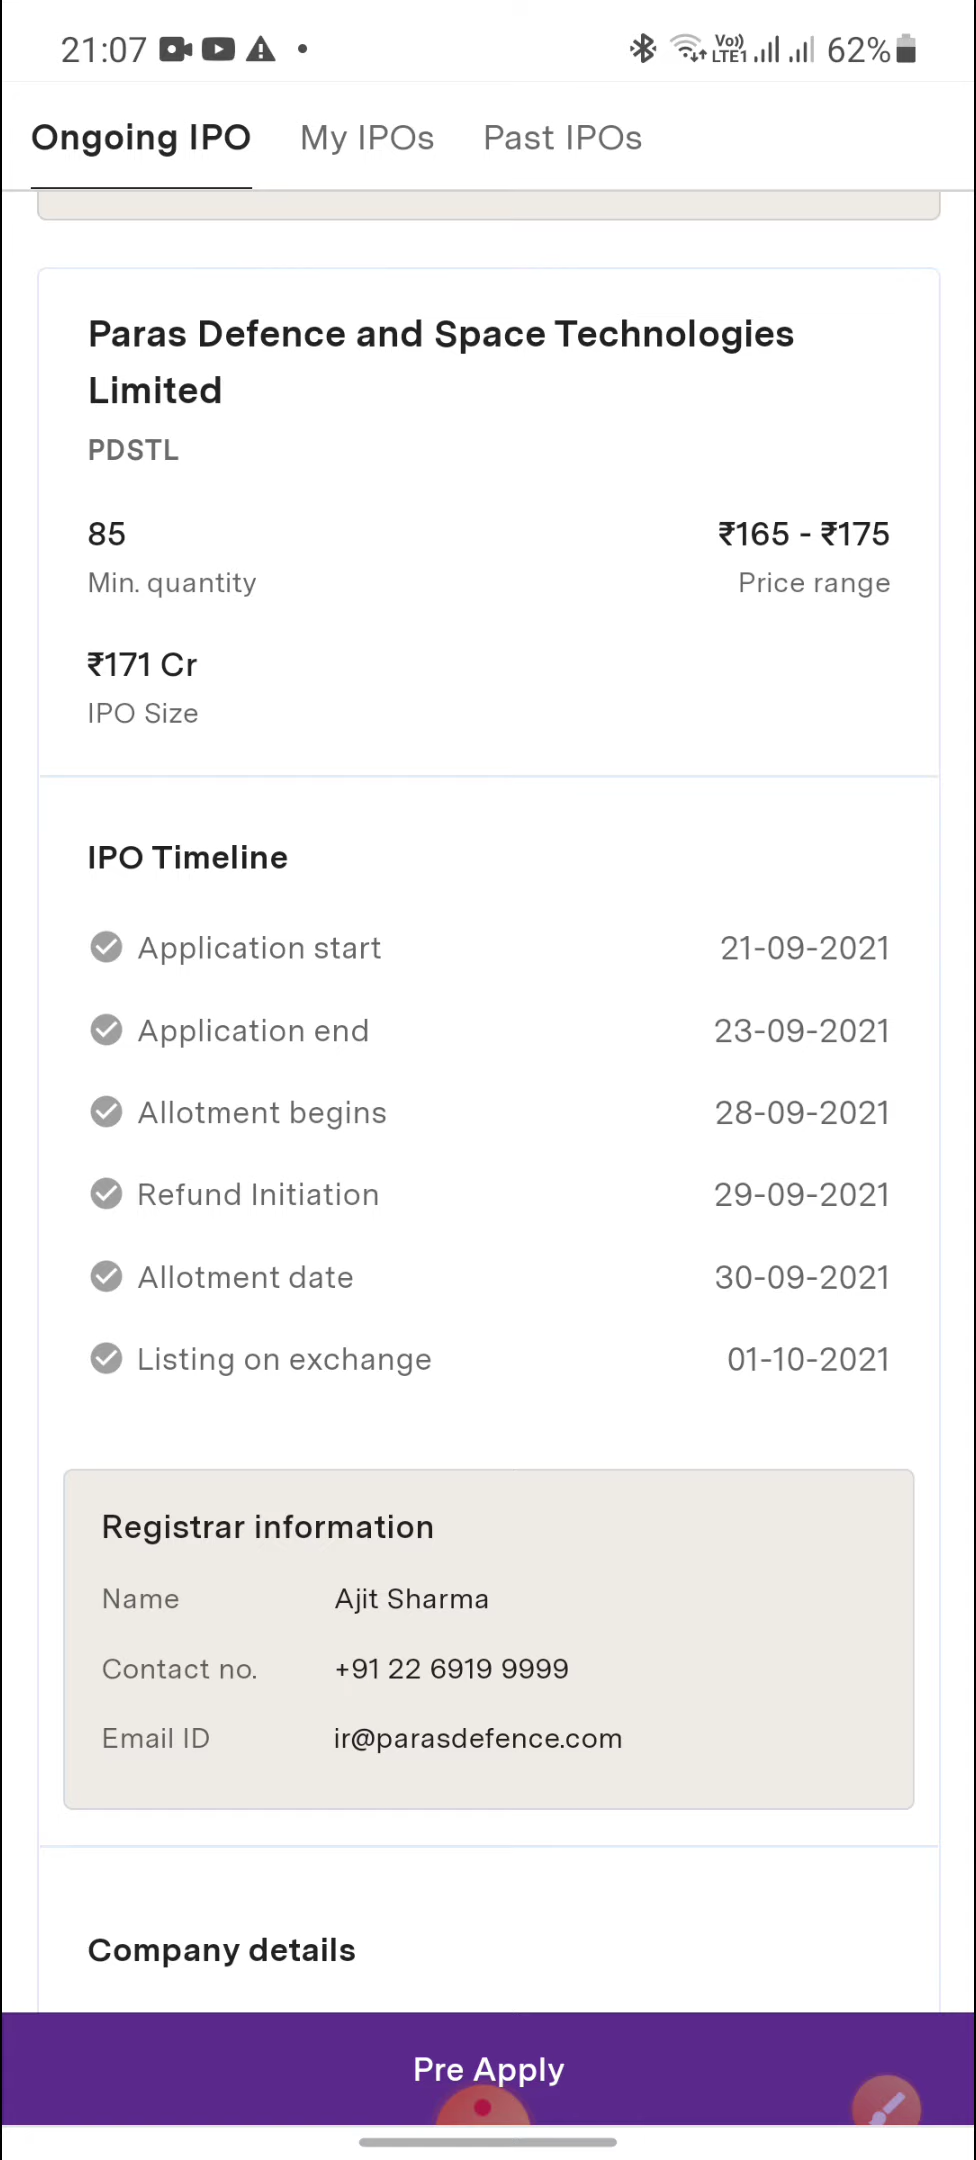 21:07 Vo)) LTE1 62%
Ongoing IPO My IPOs Past IPOs
Paras Defence and Space Technologies
Limited
PDSTL
85 ₹165 - ₹175
Min. quantity Price range
₹171 Cr
IPO Size
IPO Timeline
Application start 21-09-2021
Application end 23-09-2021
Allotment begins 28-09-2021
Refund Initiation 29-09-2021
Allotment date 30-09-2021
Listing on exchange 01-10-2021
Registrar information
Name Ajit Sharma
Contact no. +91 22 6919 9999
Email ID ir@parasdefence.com
Company details
Pre Apply